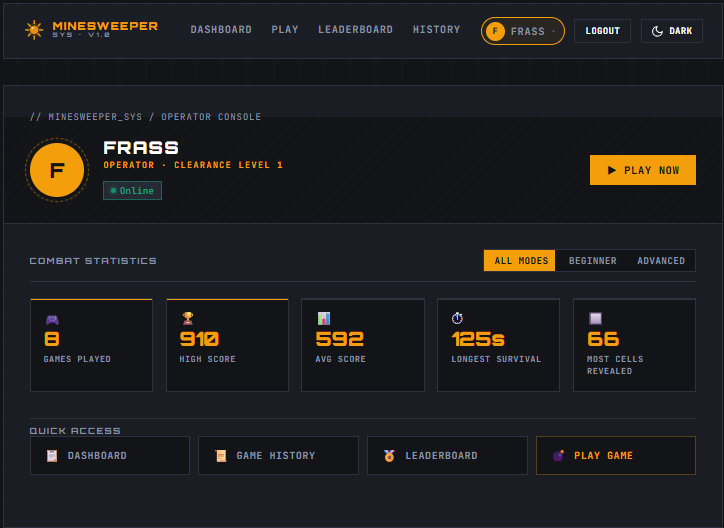 MINESWEEPER
SYS · V1.0
DASHBOARD PLAY LEADERBOARD HISTORY
F FRASS ·
LOGOUT
DARK
// MINESWEEPER_SYS / OPERATOR CONSOLE
F
FRASS
OPERATOR · CLEARANCE LEVEL 1
Online
▶ PLAY NOW
COMBAT STATISTICS
ALL MODES BEGINNER ADVANCED
8
GAMES PLAYED
910
HIGH SCORE
592
AVG SCORE
125s
LONGEST SURVIVAL
66
MOST CELLS
REVEALED
QUICK ACCESS
DASHBOARD
GAME HISTORY
LEADERBOARD
PLAY GAME